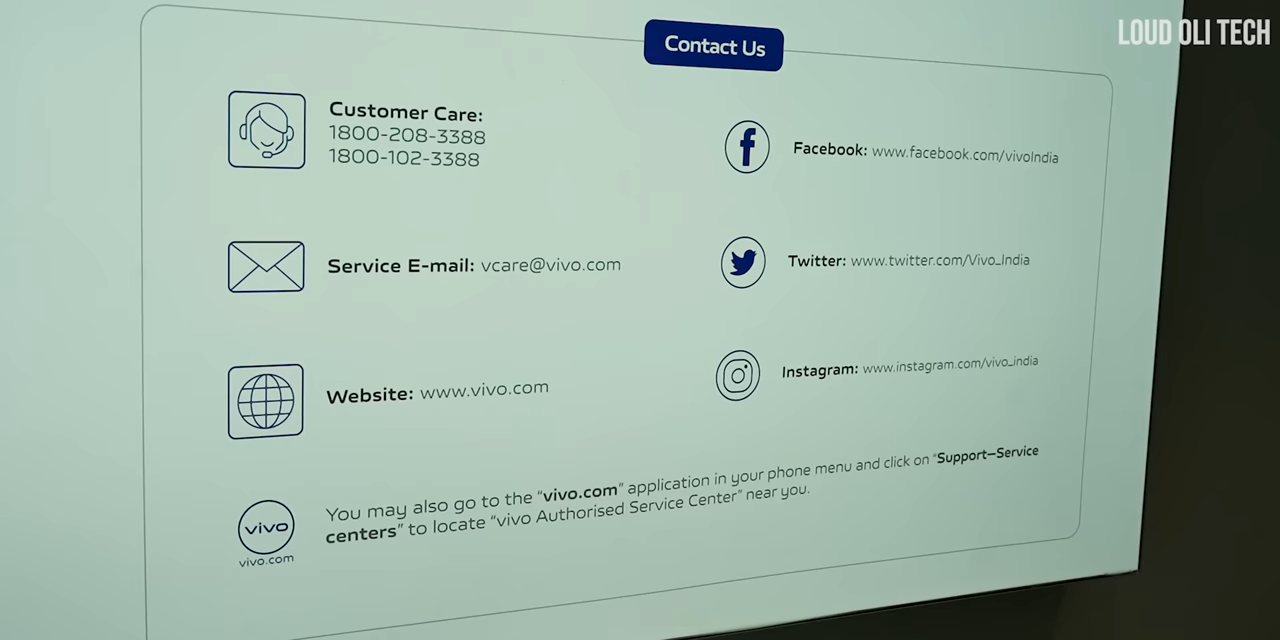 LOUD OLI TECH
Contact Us
Customer Care:
1800-208-3388
1800-102-3388
Service E-mail: vcare@vivo.com
Website: www.vivo.com
Facebook: www.facebook.com/vivoIndia
Twitter: www.twitter.com/Vivo_India
Instagram: www.instagram.com/vivo_india
vivo
vivo.com
You may also go to the "vivo.com" application in your phone menu and click on "Support–Service
centers" to locate "vivo Authorised Service Center" near you.